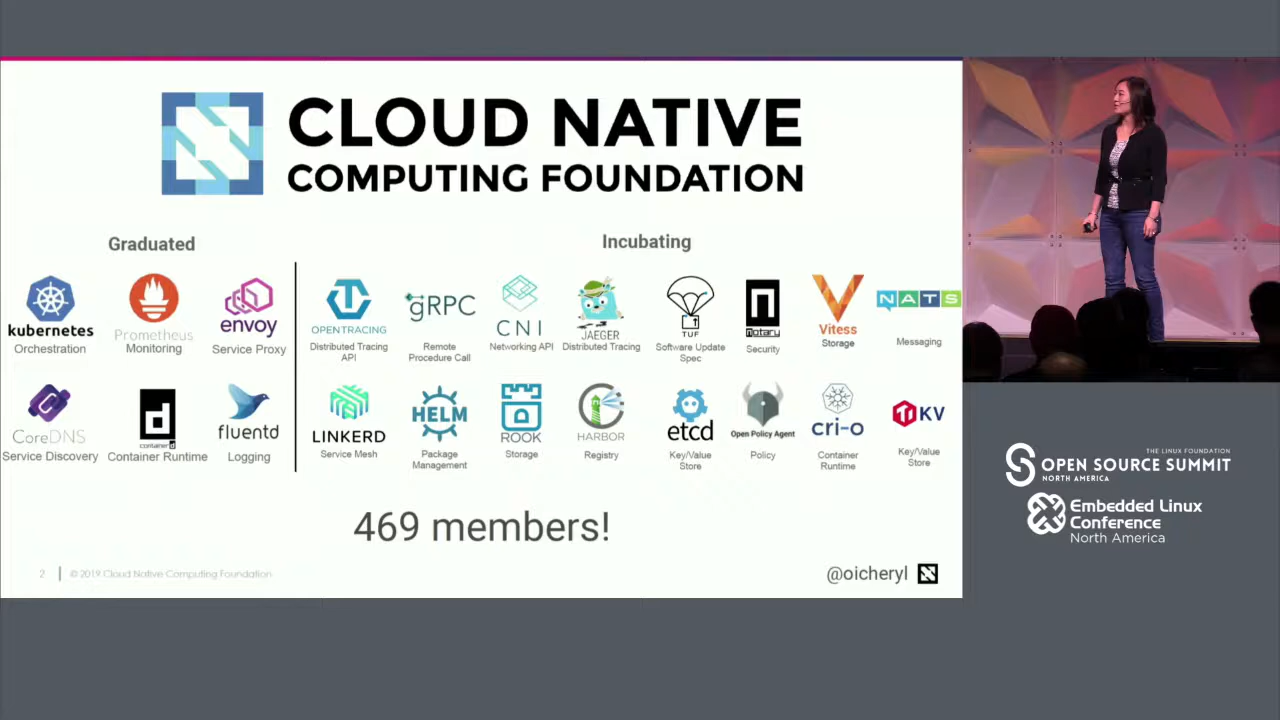 CLOUD NATIVE
COMPUTING FOUNDATION
Graduated
Incubating
kubernetes
Orchestration
Prometheus
Monitoring
envoy
Service Proxy
OPENTRACING
Distributed Tracing
API
gRPC
Remote
Procedure Call
CNI
Networking API
JAEGER
Distributed Tracing
TUF
Software Update
Spec
notary
Security
Vitess
Storage
NATS
Messaging
CoreDNS
Service Discovery
d
containerd
Container Runtime
fluentd
Logging
LINKERD
Service Mesh
HELM
Package
Management
ROOK
Storage
HARBOR
Registry
etcd
Key/Value
Store
Open Policy Agent
Policy
cri-o
Container
Runtime
TiKV
Key/Value
Store
469 members!
2 | © 2019 Cloud Native Computing Foundation
@oicheryl
THE LINUX FOUNDATION
OPEN SOURCE SUMMIT
NORTH AMERICA
Embedded Linux
Conference
North America